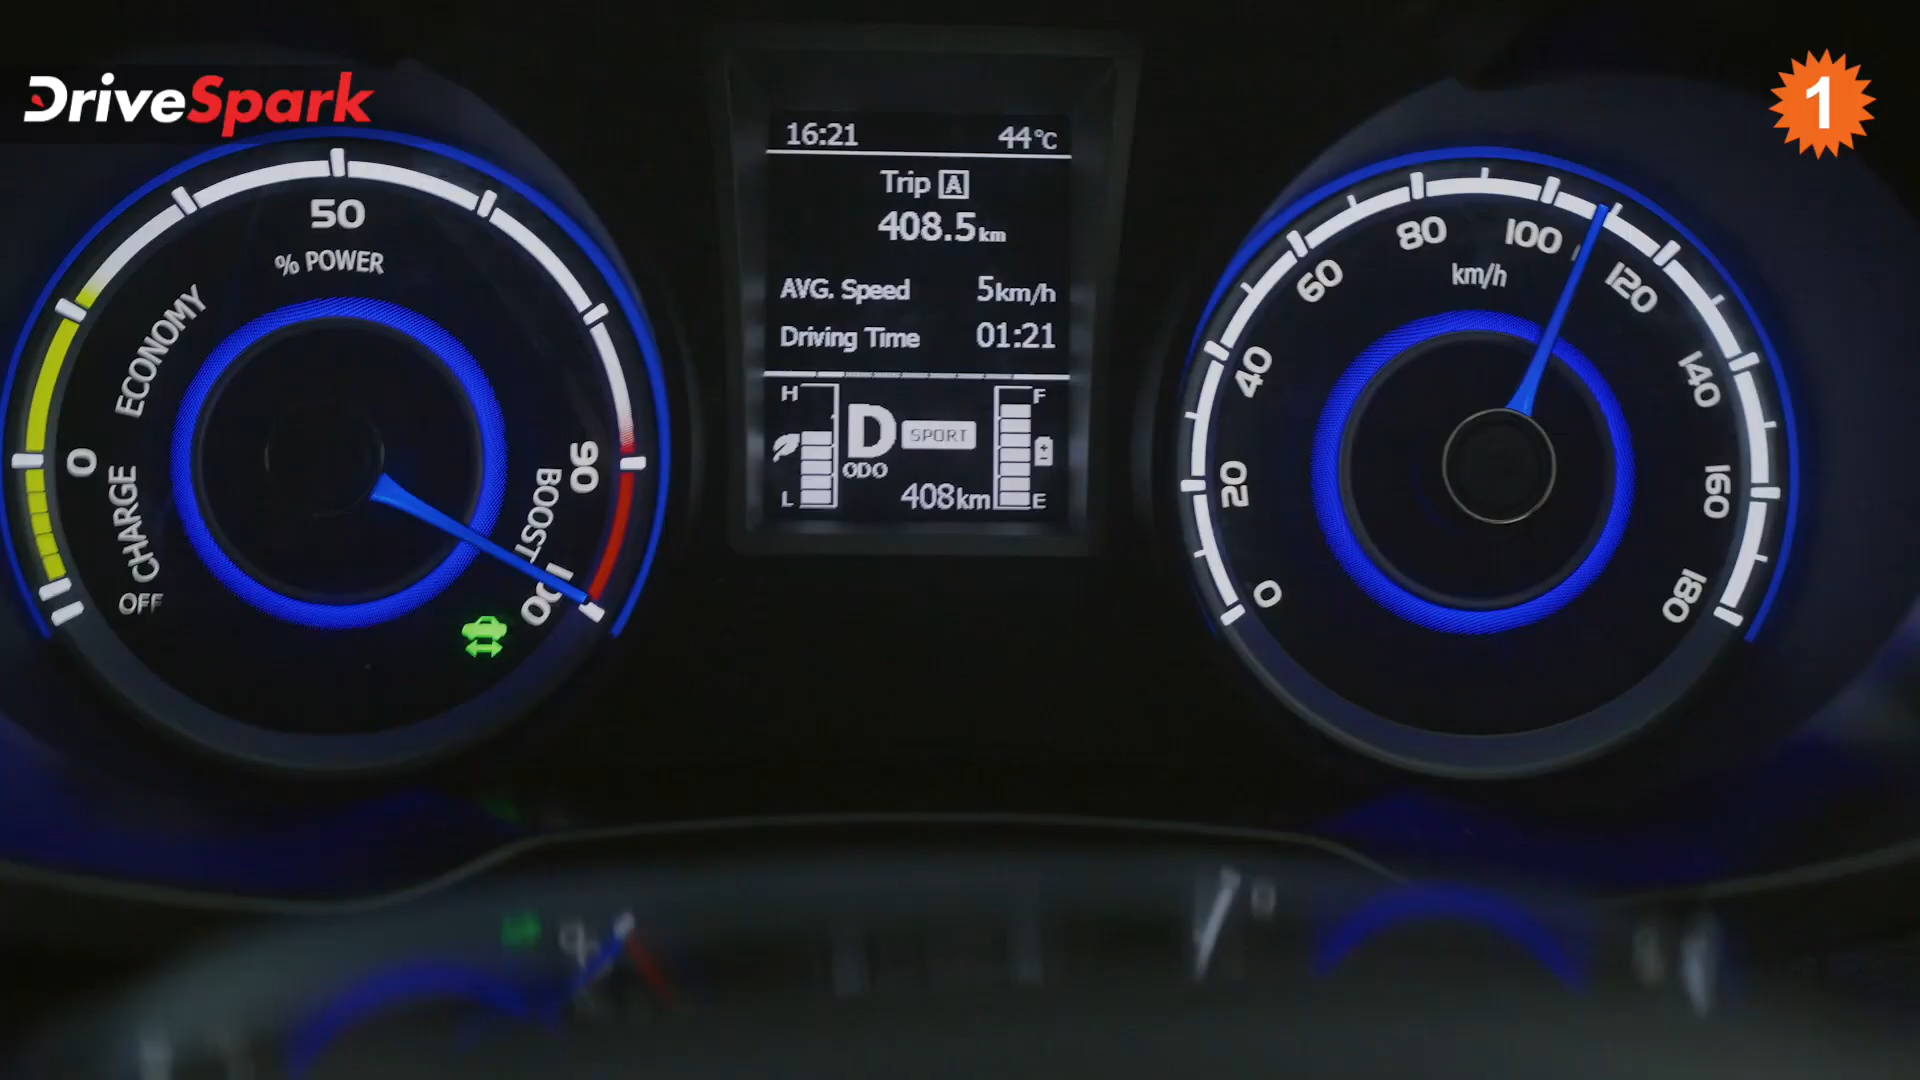 DriveSpark
1
16:21 44°C
Trip A
408.5km
AVG. Speed 5km/h
Driving Time 01:21
H F
D SPORT
ODO
L 408km E
50
% POWER
ECONOMY
0
CHARGE
OFF
90
BOOST
100
km/h
0
20
40
60
80
100
120
140
160
180